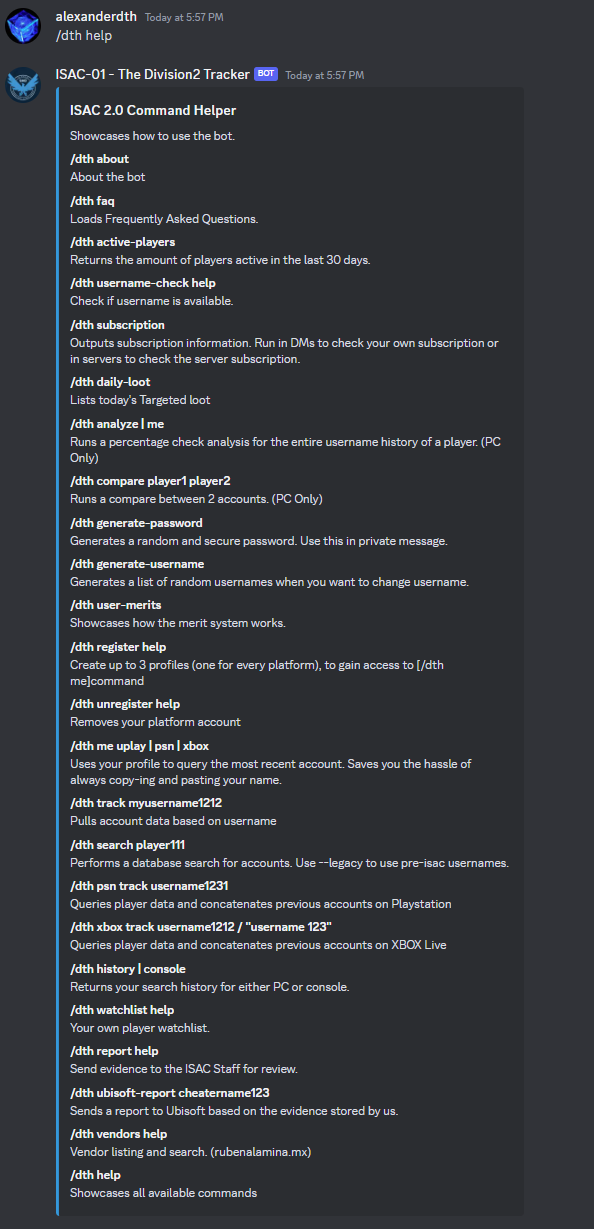 alexanderdth Today at 5:57 PM
/dth help
ISAC-01 - The Division2 Tracker BOT Today at 5:57 PM
ISAC 2.0 Command Helper
Showcases how to use the bot.
/dth about
About the bot
/dth faq
Loads Frequently Asked Questions.
/dth active-players
Returns the amount of players active in the last 30 days.
/dth username-check help
Check if username is available.
/dth subscription
Outputs subscription information. Run in DMs to check your own subscription or
in servers to check the server subscription.
/dth daily-loot
Lists today's Targeted loot
/dth analyze | me
Runs a percentage check analysis for the entire username history of a player. (PC
Only)
/dth compare player1 player2
Runs a compare between 2 accounts. (PC Only)
/dth generate-password
Generates a random and secure password. Use this in private message.
/dth generate-username
Generates a list of random usernames when you want to change username.
/dth user-merits
Showcases how the merit system works.
/dth register help
Create up to 3 profiles (one for every platform), to gain access to [/dth
me]command
/dth unregister help
Removes your platform account
/dth me uplay | psn | xbox
Uses your profile to query the most recent account. Saves you the hassle of
always copy-ing and pasting your name.
/dth track myusername1212
Pulls account data based on username
/dth search player111
Performs a database search for accounts. Use --legacy to use pre-isac usernames.
/dth psn track username1231
Queries player data and concatenates previous accounts on Playstation
/dth xbox track username1212 / "username 123"
Queries player data and concatenates previous accounts on XBOX Live
/dth history | console
Returns your search history for either PC or console.
/dth watchlist help
Your own player watchlist.
/dth report help
Send evidence to the ISAC Staff for review.
/dth ubisoft-report cheatername123
Sends a report to Ubisoft based on the evidence stored by us.
/dth vendors help
Vendor listing and search. (rubenalamina.mx)
/dth help
Showcases all available commands